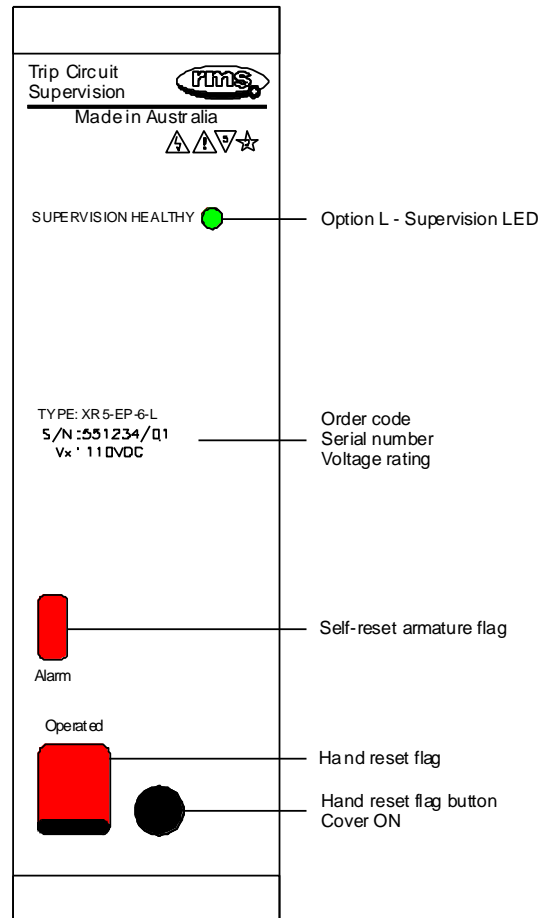 Trip Circuit
Supervision
rms
Made in Australia
SUPERVISION HEALTHY
Option L - Supervision LED
TYPE: XR5-EP-6-L
S/N :551234/01
Vx : 110VDC
Order code
Serial number
Voltage rating
Self-reset armature flag
Alarm
Operated
Hand reset flag
Hand reset flag button
Cover ON